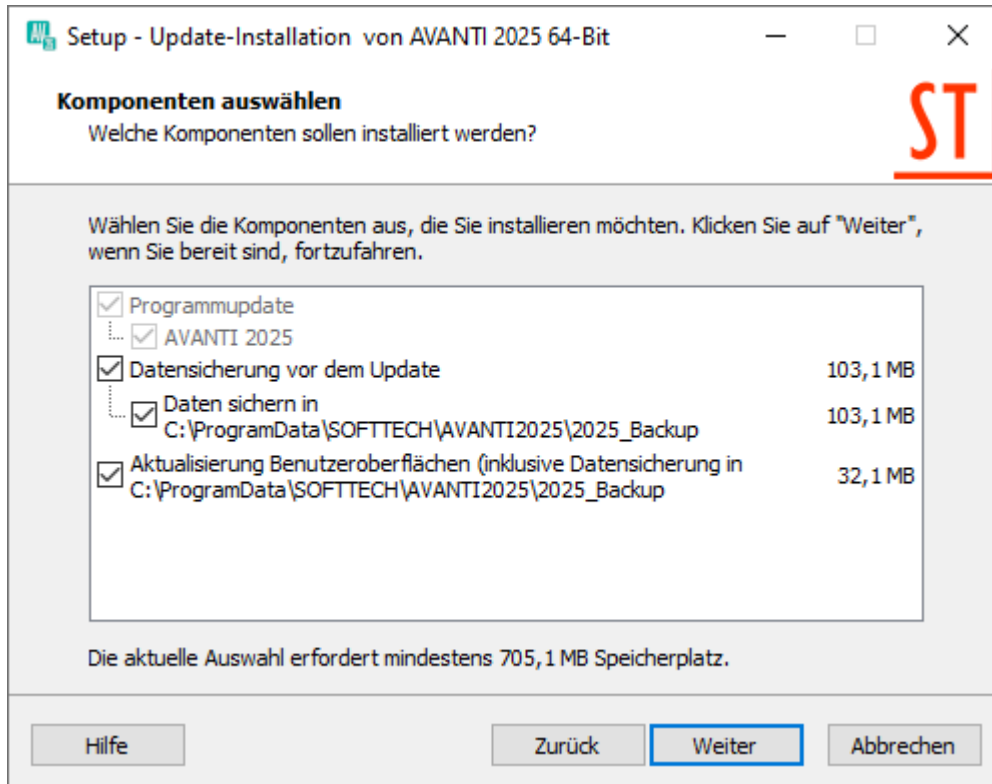 Setup - Update-Installation von AVANTI 2025 64-Bit
Komponenten auswählen
Welche Komponenten sollen installiert werden?
ST
Wählen Sie die Komponenten aus, die Sie installieren möchten. Klicken Sie auf "Weiter",
wenn Sie bereit sind, fortzufahren.
Programmupdate
AVANTI 2025
Datensicherung vor dem Update 103,1 MB
Daten sichern in
C:\ProgramData\SOFTTECH\AVANTI2025\2025_Backup 103,1 MB
Aktualisierung Benutzeroberflächen (inklusive Datensicherung in
C:\ProgramData\SOFTTECH\AVANTI2025\2025_Backup 32,1 MB
Die aktuelle Auswahl erfordert mindestens 705,1 MB Speicherplatz.
Hilfe Zurück Weiter Abbrechen